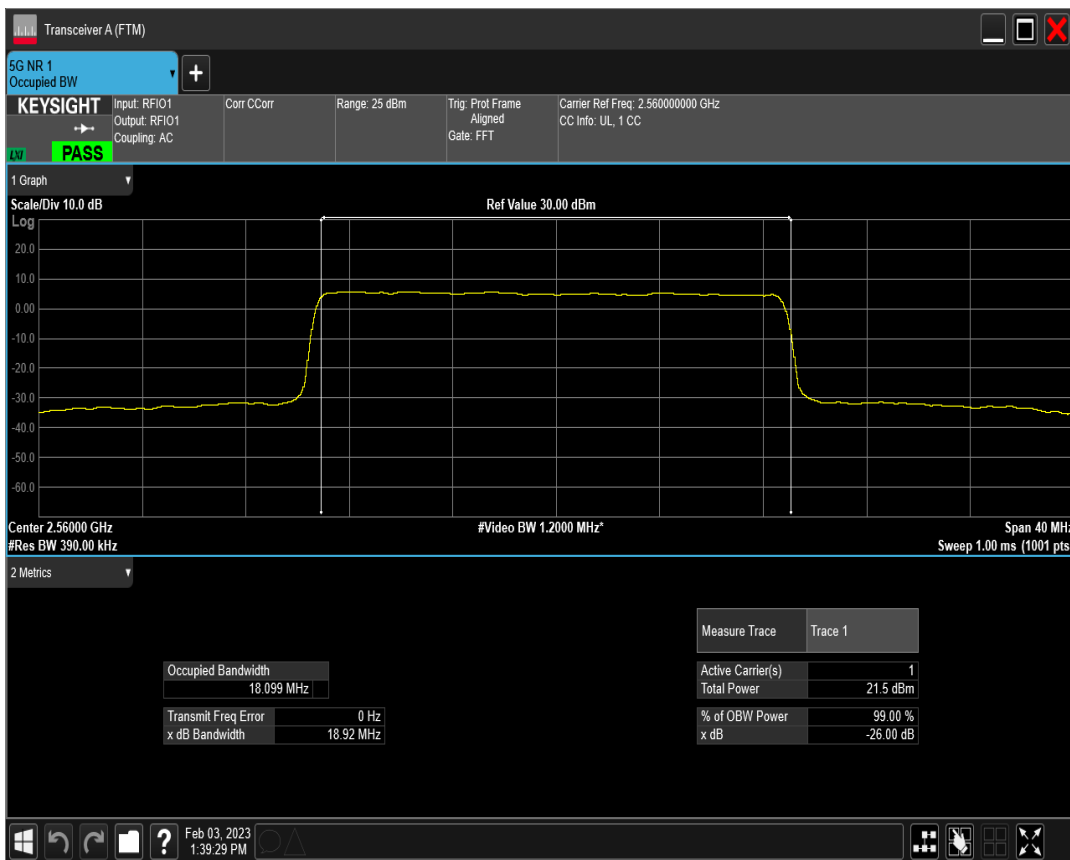 Transceiver A (FTM)
5G NR 1
Occupied BW
+
KEYSIGHT
LXI
PASS
Input: RFIO1
Output: RFIO1
Coupling: AC
Corr CCorr
Range: 25 dBm
Trig: Prot Frame
Aligned
Gate: FFT
Carrier Ref Freq: 2.560000000 GHz
CC Info: UL, 1 CC
1 Graph
Scale/Div 10.0 dB
Ref Value 30.00 dBm
Log
20.0
10.0
0.00
-10.0
-20.0
-30.0
-40.0
-50.0
-60.0
Center 2.56000 GHz
#Video BW 1.2000 MHz*
Span 40 MHz
#Res BW 390.00 kHz
Sweep 1.00 ms (1001 pts
2 Metrics
Measure Trace Trace 1
Occupied Bandwidth
18.099 MHz
Active Carrier(s) 1
Total Power 21.5 dBm
Transmit Freq Error 0 Hz
x dB Bandwidth 18.92 MHz
% of OBW Power 99.00 %
x dB -26.00 dB
?
Feb 03, 2023
1:39:29 PM